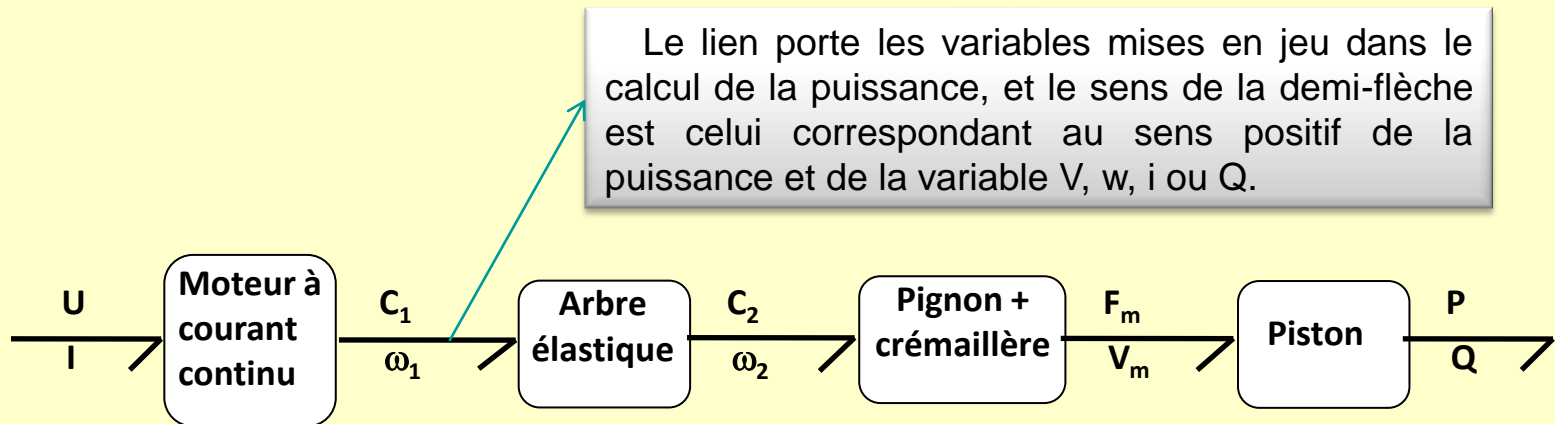 Le lien porte les variables mises en jeu dans le
calcul de la puissance, et le sens de la demi-flèche
est celui correspondant au sens positif de la
puissance et de la variable V, w, i ou Q.
U
I
Moteur à
courant
continu
C₁
ω₁
Arbre
élastique
C₂
ω₂
Pignon +
crémaillère
Fₘ
Vₘ
Piston
P
Q